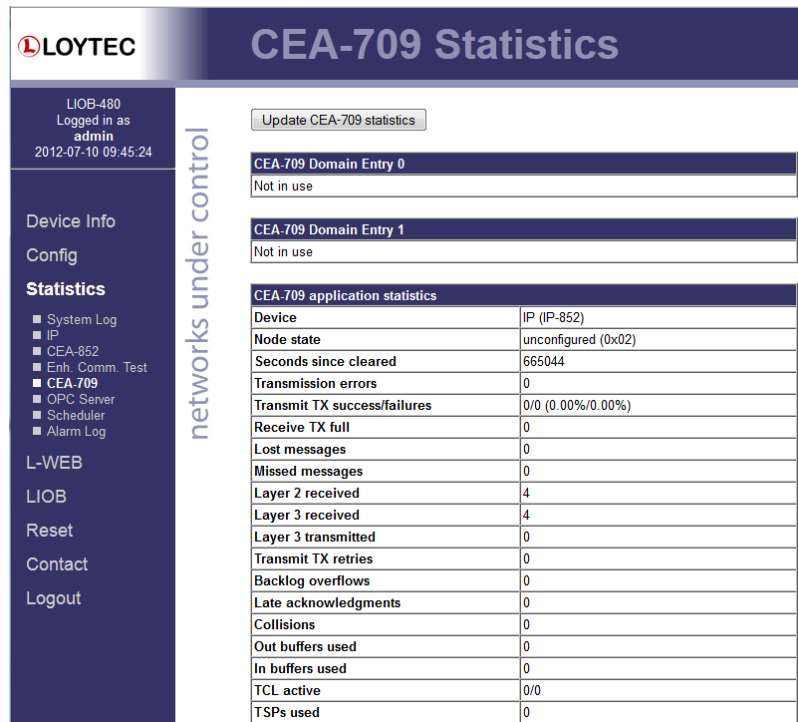 LOYTEC
CEA-709 Statistics
LIOB-480
Logged in as
admin
2012-07-10 09:45:24
Device Info
Config
Statistics
System Log
IP
CEA-852
Enh. Comm. Test
CEA-709
OPC Server
Scheduler
Alarm Log
L-WEB
LIOB
Reset
Contact
Logout
networks under control
Update CEA-709 statistics
CEA-709 Domain Entry 0
Not in use
CEA-709 Domain Entry 1
Not in use
CEA-709 application statistics
Device IP (IP-852)
Node state unconfigured (0x02)
Seconds since cleared 665044
Transmission errors 0
Transmit TX success/failures 0/0 (0.00%/0.00%)
Receive TX full 0
Lost messages 0
Missed messages 0
Layer 2 received 4
Layer 3 received 4
Layer 3 transmitted 0
Transmit TX retries 0
Backlog overflows 0
Late acknowledgments 0
Collisions 0
Out buffers used 0
In buffers used 0
TCL active 0/0
TSPs used 0